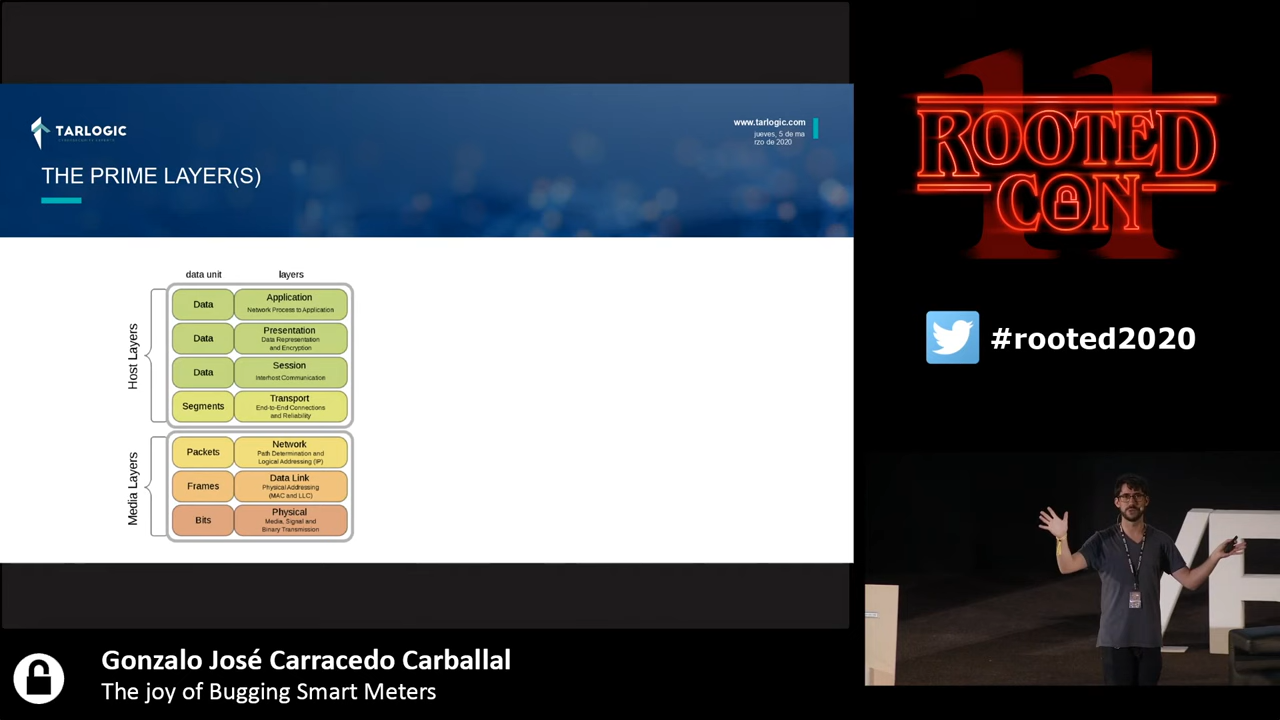 TARLOGIC
www.tarlogic.com
jueves, 5 de ma
rzo de 2020
THE PRIME LAYER(S)
data unit layers
Host Layers
Data Application
Network Process to Application
Data Presentation
Data Representation
and Encryption
Data Session
Interhost Communication
Segments Transport
End-to-End Connections
and Reliability
Media Layers
Packets Network
Path Determination and
Logical Addressing (IP)
Frames Data Link
Physical Addressing
(MAC and LLC)
Bits Physical
Media, Signal and
Binary Transmission
11
ROOTED
CON
#rooted2020
Gonzalo José Carracedo Carballal
The joy of Bugging Smart Meters